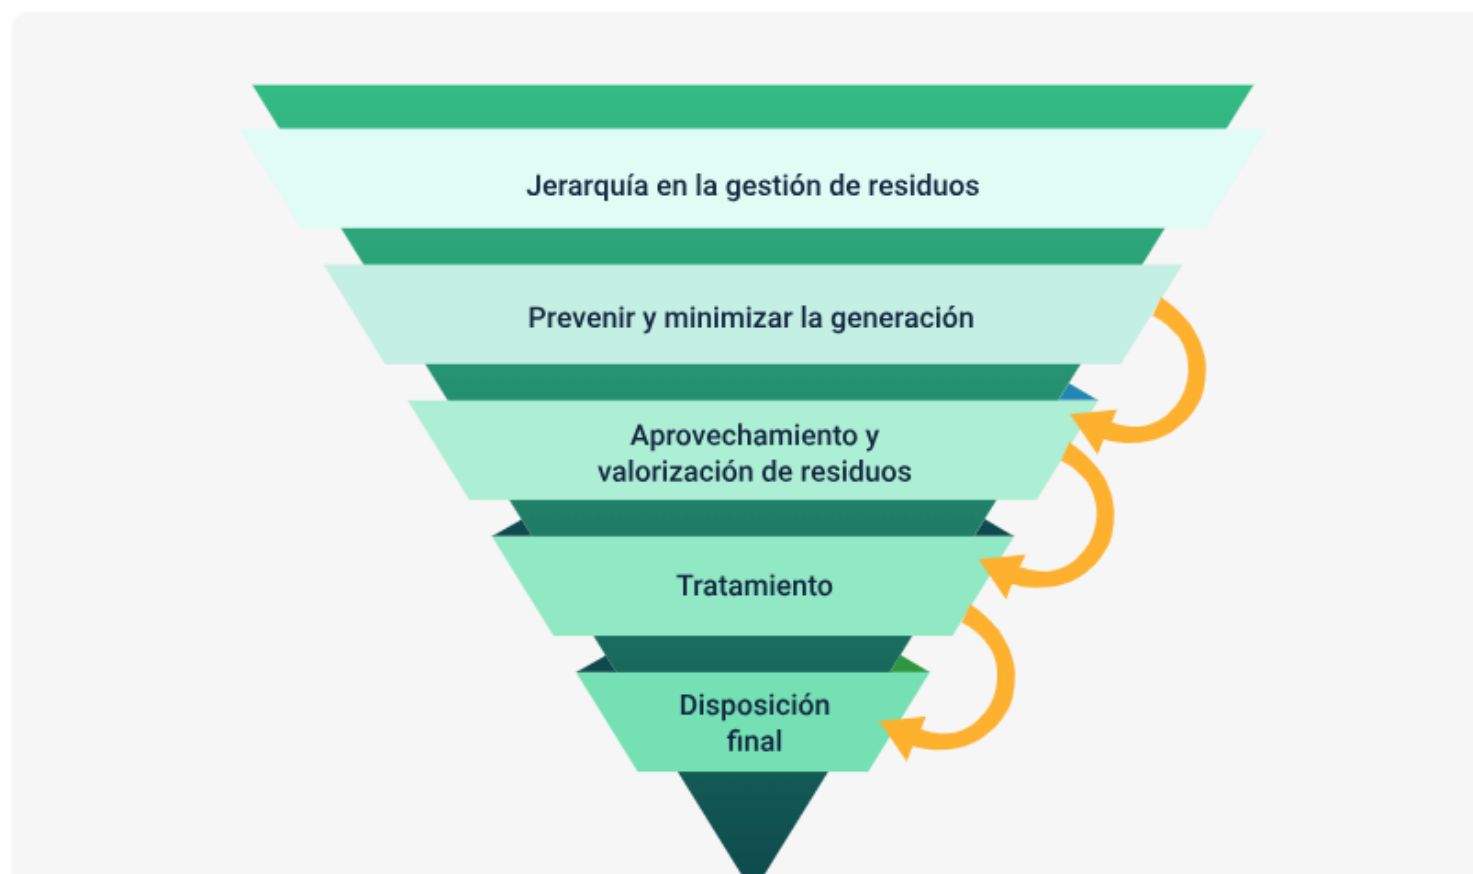 Jerarquía en la gestión de residuos
Prevenir y minimizar la generación
Aprovechamiento y
valorización de residuos
Tratamiento
Disposición
final